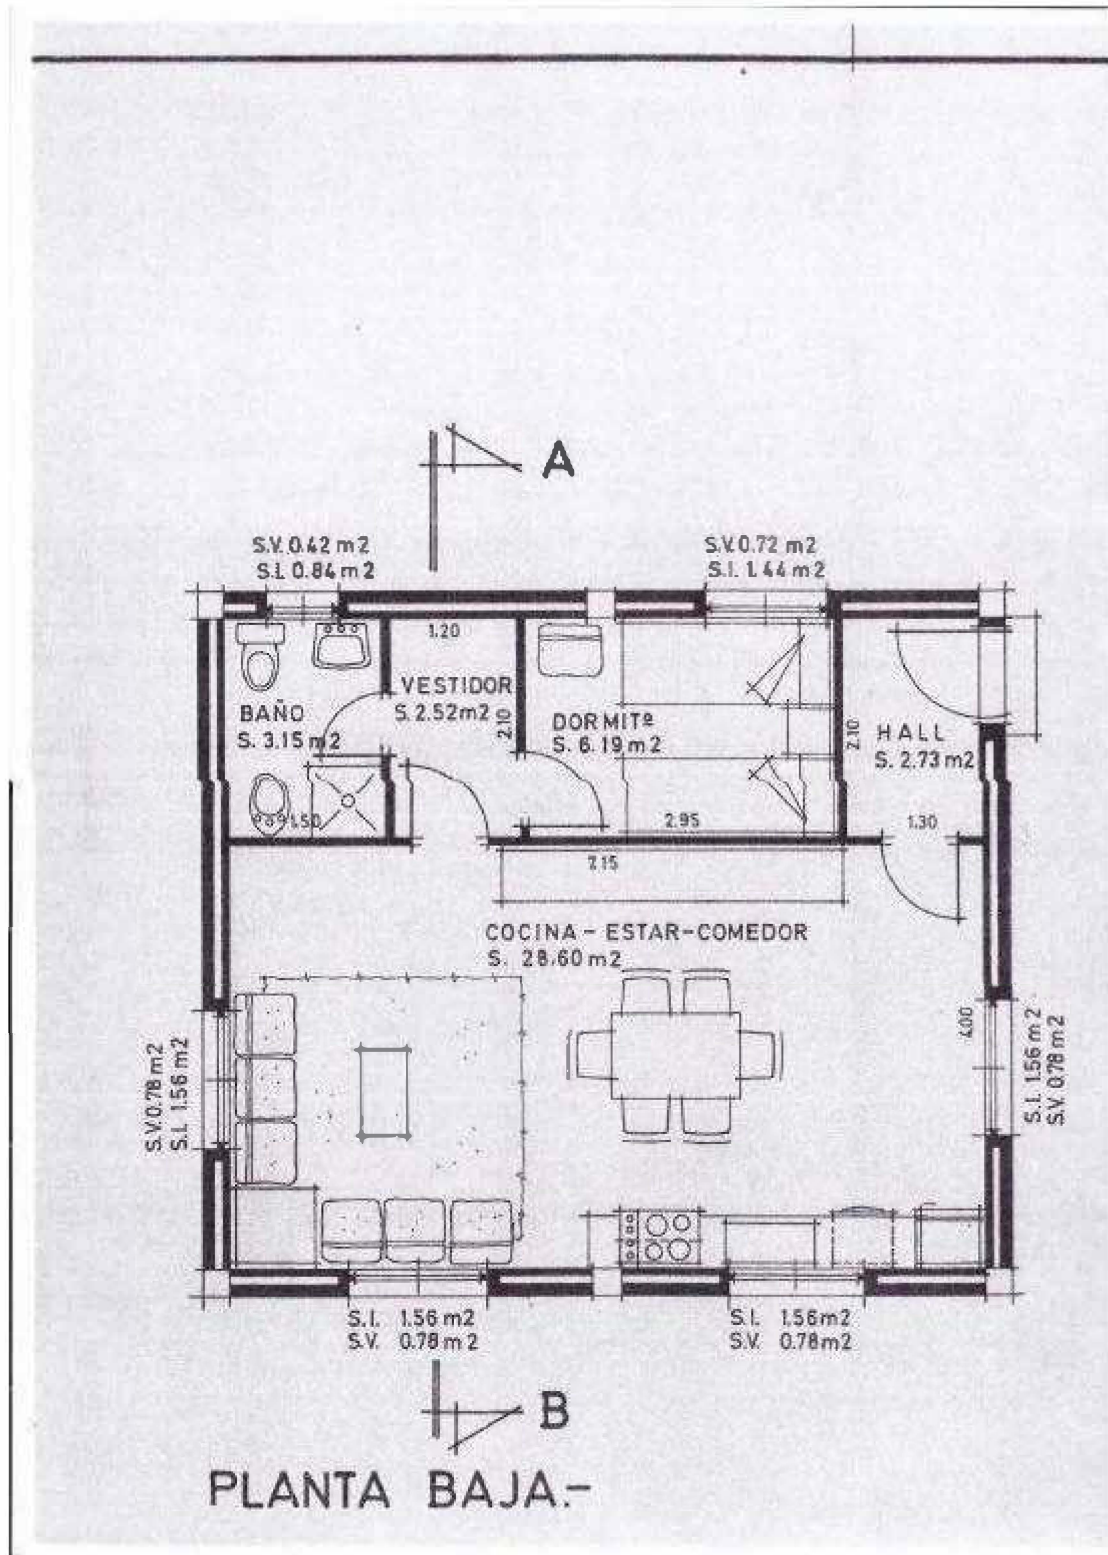 A
S.V. 0.42 m2
S.I. 0.84 m2
S.V. 0.72 m2
S.I. 1.44 m2
1.20
VESTIDOR
S. 2.52 m2
2.10
BAÑO
S. 3.15 m2
1.50
DORMITº
S. 6.19 m2
2.95
2.10
HALL
S. 2.73 m2
1.30
7.15
COCINA - ESTAR-COMEDOR
S. 28.60 m2
4.00
S.V. 0.78 m2
S.I. 1.56 m2
S.I. 1.56 m2
S.V. 0.78 m2
S.I. 1.56 m2
S.V. 0.78 m2
S.I. 1.56 m2
S.V. 0.78 m2
B
PLANTA BAJA.-